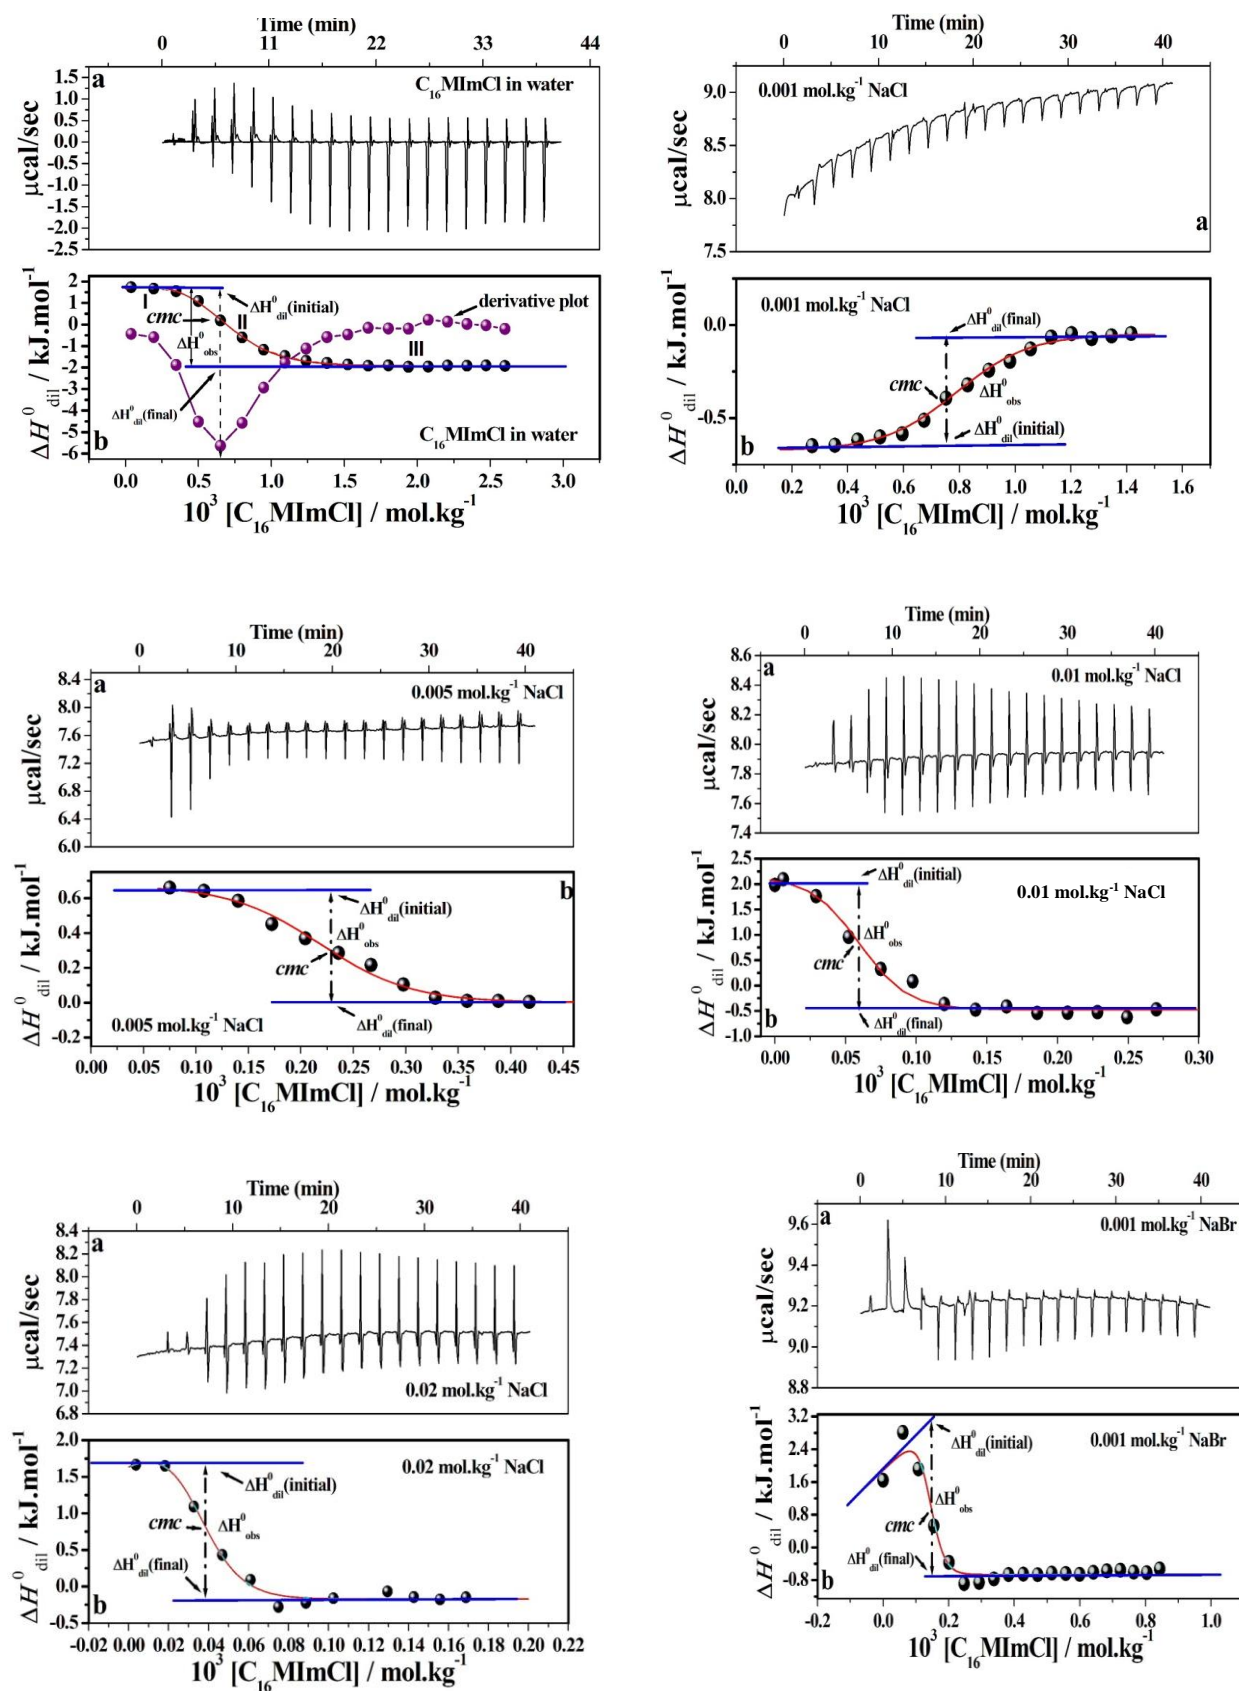 Time (min)
0 11 22 33 44
a
C16MImCl in water
1.5
1.0
0.5
0.0
-0.5
-1.0
-1.5
-2.0
-2.5
μcal/sec
2
1
0
-1
-2
-3
-4
-5
-6
ΔH⁰dil / kJ.mol⁻¹
I
II
III
cmc
ΔH⁰dil(initial)
derivative plot
ΔH⁰obs
ΔH⁰dil(final)
b
C16MImCl in water
0.0 0.5 1.0 1.5 2.0 2.5 3.0
10³ [C16MImCl] / mol.kg⁻¹
Time (min)
0 10 20 30 40
0.001 mol.kg⁻¹ NaCl
9.0
8.5
8.0
7.5
μcal/sec
a
0.001 mol.kg⁻¹ NaCl
0.0
-0.5
ΔH⁰dil / kJ.mol⁻¹
ΔH⁰dil(final)
cmc
ΔH⁰obs
ΔH⁰dil(initial)
b
0.0 0.2 0.4 0.6 0.8 1.0 1.2 1.4 1.6
10³ [C16MImCl] / mol.kg⁻¹
Time (min)
0 10 20 30 40
a
0.005 mol.kg⁻¹ NaCl
8.4
8.0
7.6
7.2
6.8
6.4
6.0
μcal/sec
b
0.6
0.4
0.2
0.0
-0.2
ΔH⁰dil / kJ.mol⁻¹
ΔH⁰dil(initial)
ΔH⁰obs
cmc
ΔH⁰dil(final)
0.005 mol.kg⁻¹ NaCl
0.00 0.05 0.10 0.15 0.20 0.25 0.30 0.35 0.40 0.45
10³ [C16MImCl] / mol.kg⁻¹
Time (min)
0 10 20 30 40
a
0.01 mol.kg⁻¹ NaCl
8.6
8.4
8.2
8.0
7.8
7.6
7.4
μcal/sec
2.5
2.0
1.5
1.0
0.5
0.0
-0.5
-1.0
ΔH⁰dil / kJ.mol⁻¹
ΔH⁰dil(initial)
0.01 mol.kg⁻¹ NaCl
ΔH⁰obs
cmc
ΔH⁰dil(final)
b
0.00 0.05 0.10 0.15 0.20 0.25 0.30
10³ [C16MImCl] / mol.kg⁻¹
Time (min)
0 10 20 30 40
a
8.4
8.2
8.0
7.8
7.6
7.4
7.2
7.0
6.8
μcal/sec
0.02 mol.kg⁻¹ NaCl
2.0
1.5
1.0
0.5
0.0
-0.5
ΔH⁰dil / kJ.mol⁻¹
0.02 mol.kg⁻¹ NaCl
ΔH⁰dil(initial)
cmc
ΔH⁰obs
ΔH⁰dil(final)
b
-0.02 0.00 0.02 0.04 0.06 0.08 0.10 0.12 0.14 0.16 0.18 0.20 0.22
10³ [C16MImCl] / mol.kg⁻¹
Time (min)
0 10 20 30 40
a
0.001 mol.kg⁻¹ NaBr
9.6
9.4
9.2
9.0
8.8
μcal/sec
3.2
2.4
1.6
0.8
0.0
-0.8
ΔH⁰dil / kJ.mol⁻¹
ΔH⁰dil(initial)
0.001 mol.kg⁻¹ NaBr
ΔH⁰obs
cmc
ΔH⁰dil(final)
b
-0.2 0.0 0.2 0.4 0.6 0.8 1.0
10³ [C16MImCl] / mol.kg⁻¹